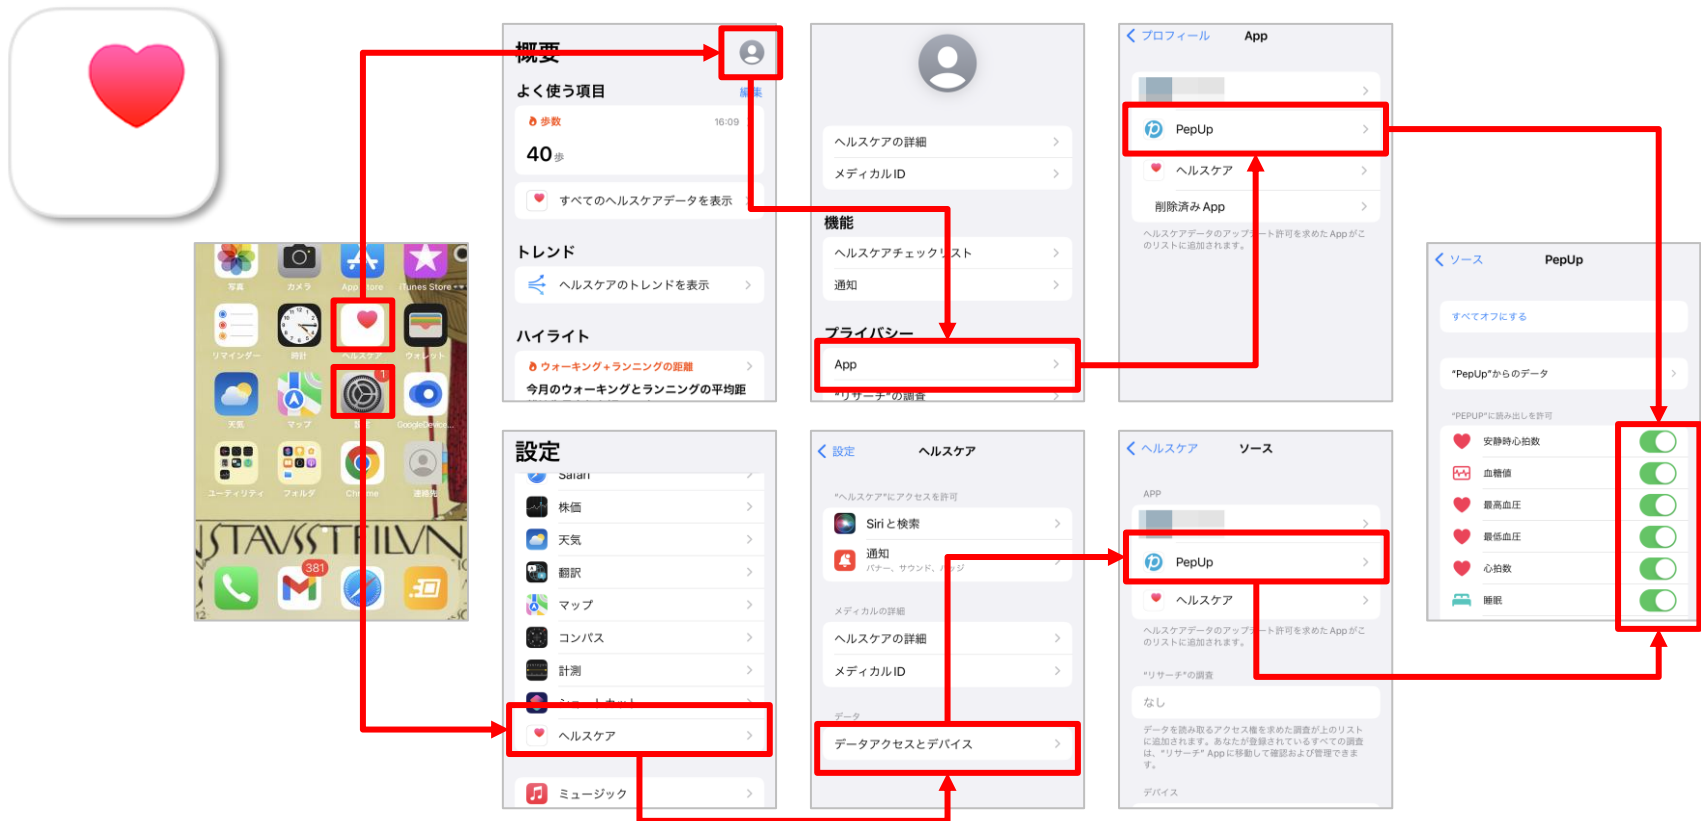 写真
カメラ
App Store
iTunes Store
リマインダー
時計
ヘルスケア
ウォレット
1
天気
マップ
設定
GoogleDevice...
ユーティリティ
フォルダ
Chrome
連絡先
381
概要
よく使う項目
編集
歩数
16:09
40歩
すべてのヘルスケアデータを表示
トレンド
ヘルスケアのトレンドを表示
ハイライト
ウォーキング+ランニングの距離
今月のウォーキングとランニングの平均距
ヘルスケアの詳細
メディカルID
機能
ヘルスケアチェックリスト
通知
プライバシー
App
"リサーチ"の調査
プロフィール
App
PepUp
ヘルスケア
削除済みApp
ヘルスケアデータのアップデート許可を求めたAppがこ
のリストに追加されます。
設定
Safari
株価
天気
翻訳
マップ
コンパス
計測
ショートカット
ヘルスケア
ミュージック
設定
ヘルスケア
"ヘルスケア"にアクセスを許可
Siriと検索
通知
バナー、サウンド、バッジ
メディカルの詳細
ヘルスケアの詳細
メディカルID
データ
データアクセスとデバイス
ヘルスケア
ソース
APP
PepUp
ヘルスケア
ヘルスケアデータのアップデート許可を求めたAppがこ
のリストに追加されます。
"リサーチ"の調査
なし
データを読み取るアクセス権を求めた調査が上のリスト
に追加されます。あなたが登録されているすべての調査
は、"リサーチ" Appに移動して確認および管理できま
す。
デバイス
ソース
PepUp
すべてオフにする
"PepUp"からのデータ
"PEPUP"に読み出しを許可
安静時心拍数
血糖値
最高血圧
最低血圧
心拍数
睡眠